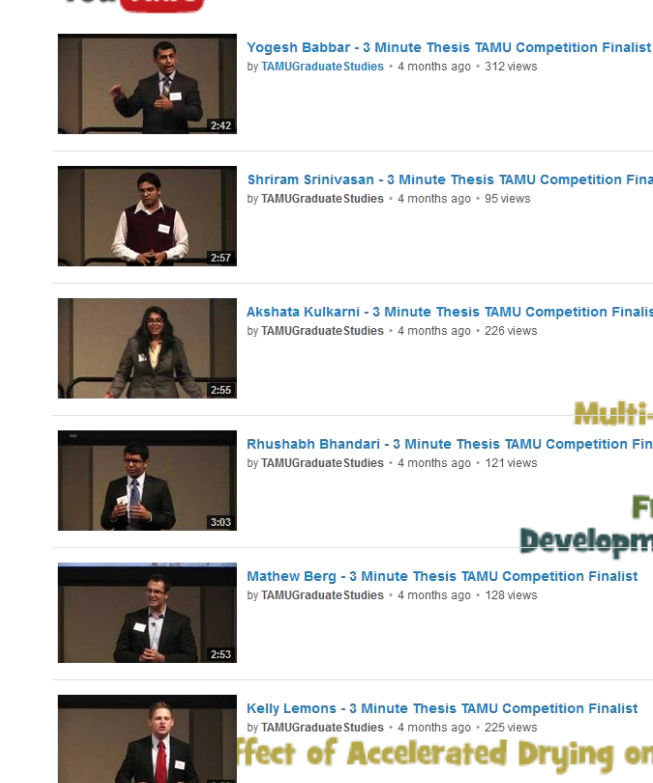 Yogesh Babbar - 3 Minute Thesis TAMU Competition Finalist
by TAMUGraduateStudies • 4 months ago • 312 views
2:42
Shriram Srinivasan - 3 Minute Thesis TAMU Competition Fina
by TAMUGraduateStudies • 4 months ago • 95 views
2:57
Akshata Kulkarni - 3 Minute Thesis TAMU Competition Finalis
by TAMUGraduateStudies • 4 months ago • 226 views
2:55
Multi-
Rhushabh Bhandari - 3 Minute Thesis TAMU Competition Fin
by TAMUGraduateStudies • 4 months ago • 121 views
3:03
Developm
Mathew Berg - 3 Minute Thesis TAMU Competition Finalist
by TAMUGraduateStudies • 4 months ago • 128 views
2:53
Kelly Lemons - 3 Minute Thesis TAMU Competition Finalist
by TAMUGraduateStudies • 4 months ago • 225 views
ffect of Accelerated Drying on